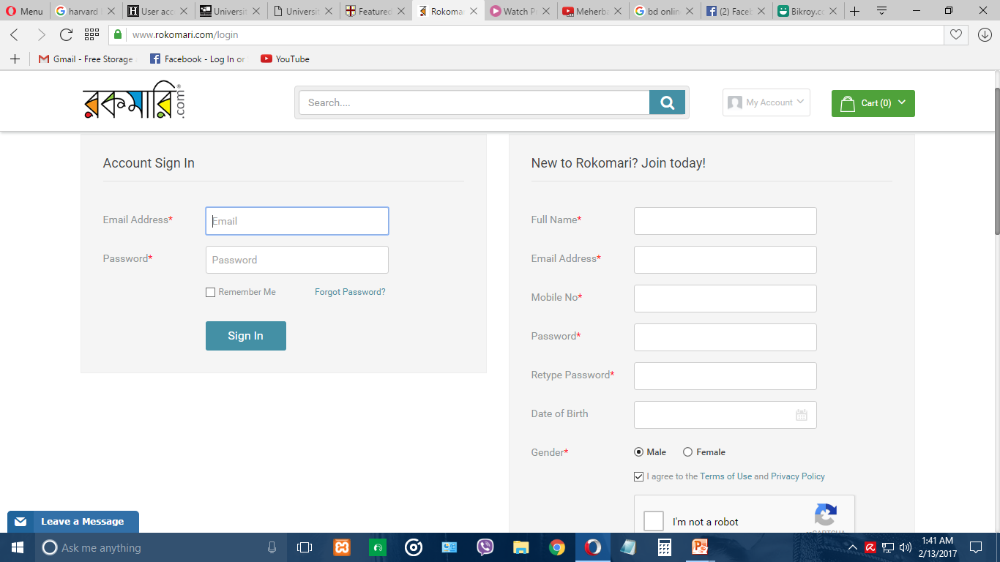 Menu
harvard
User acc
Universit
Universit
Featured
Rokomar
Watch P
Meherba
bd onlin
(2) Faceb
Bikroy.co
www.rokomari.com/login
Gmail - Free Storage
Facebook - Log In or
YouTube
রকমারি.com
Search....
My Account
Cart (0)
Account Sign In
Email Address*
Email
Password*
Password
Remember Me
Forgot Password?
Sign In
New to Rokomari? Join today!
Full Name*
Email Address*
Mobile No*
Password*
Retype Password*
Date of Birth
Gender*
Male
Female
I agree to the Terms of Use and Privacy Policy
I'm not a robot
reCAPTCHA
Leave a Message
Ask me anything
1:41 AM
2/13/2017